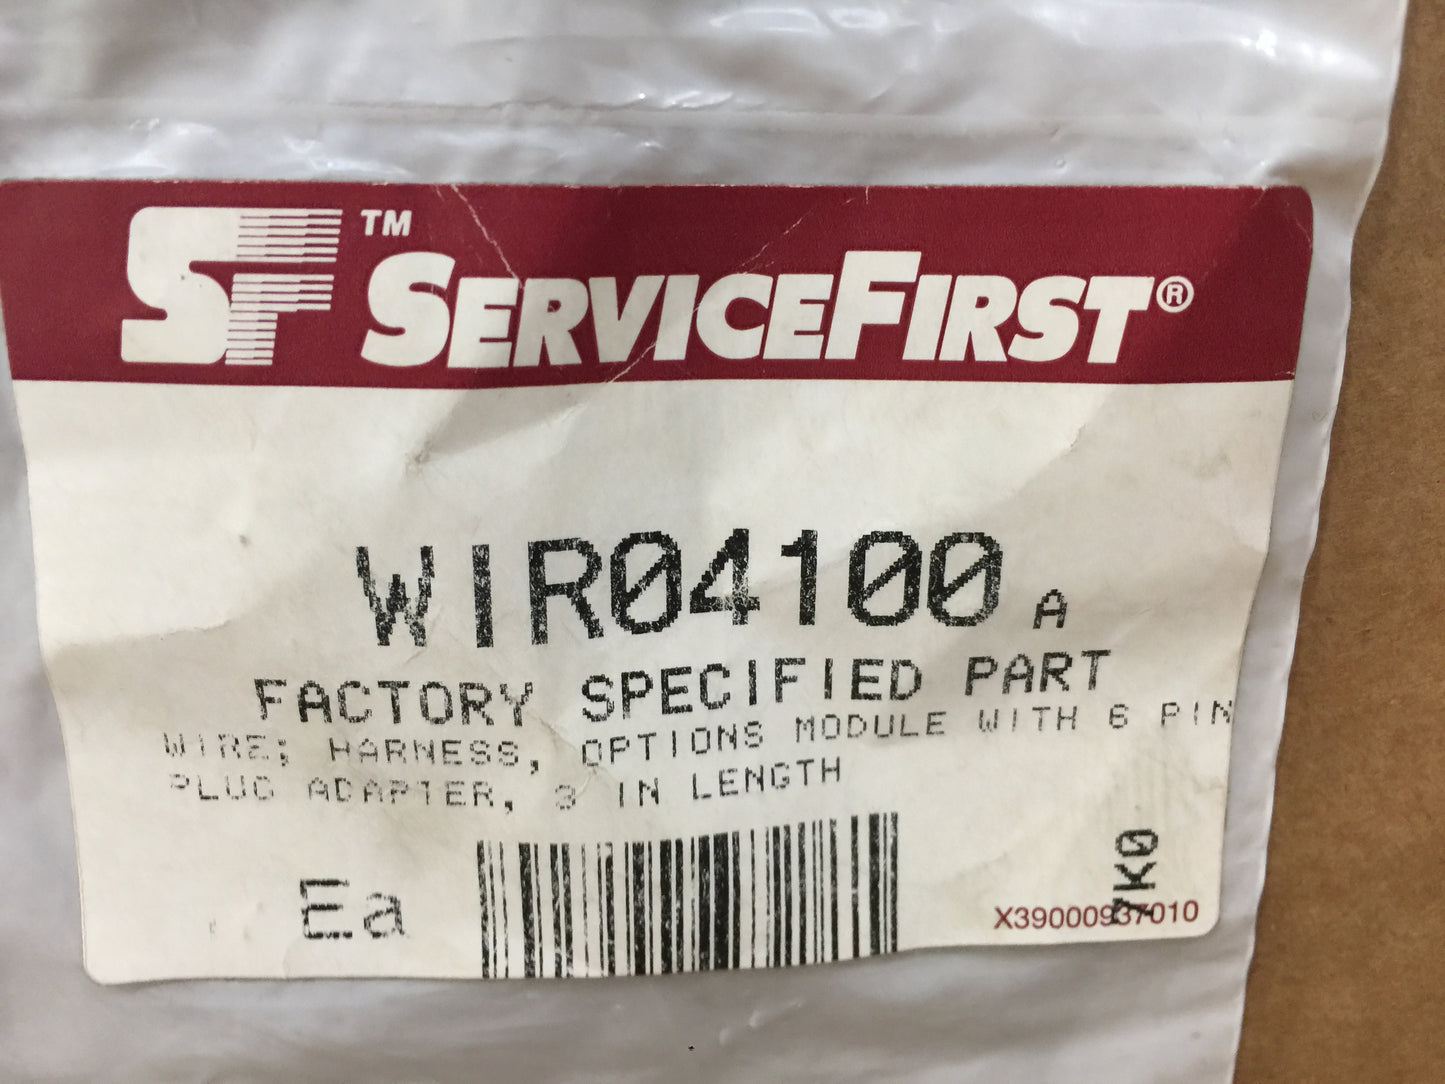 SF™ SERVICEFIRST®
WIR04100 A
FACTORY SPECIFIED PART
WIRE; HARNESS, OPTIONS MODULE WITH 6 PIN
PLUG ADAPTER, 3 IN LENGTH
Ea
7K0
X39000937010